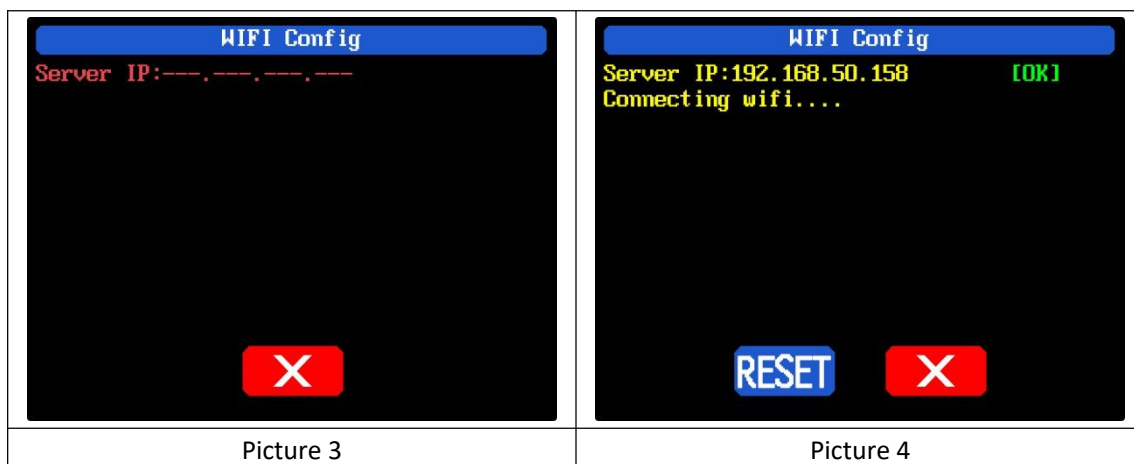 WIFI Config
Server IP:---.---.---.---
X
Picture 3
WIFI Config
Server IP:192.168.50.158 [OK]
Connecting wifi....
RESET X
Picture 4